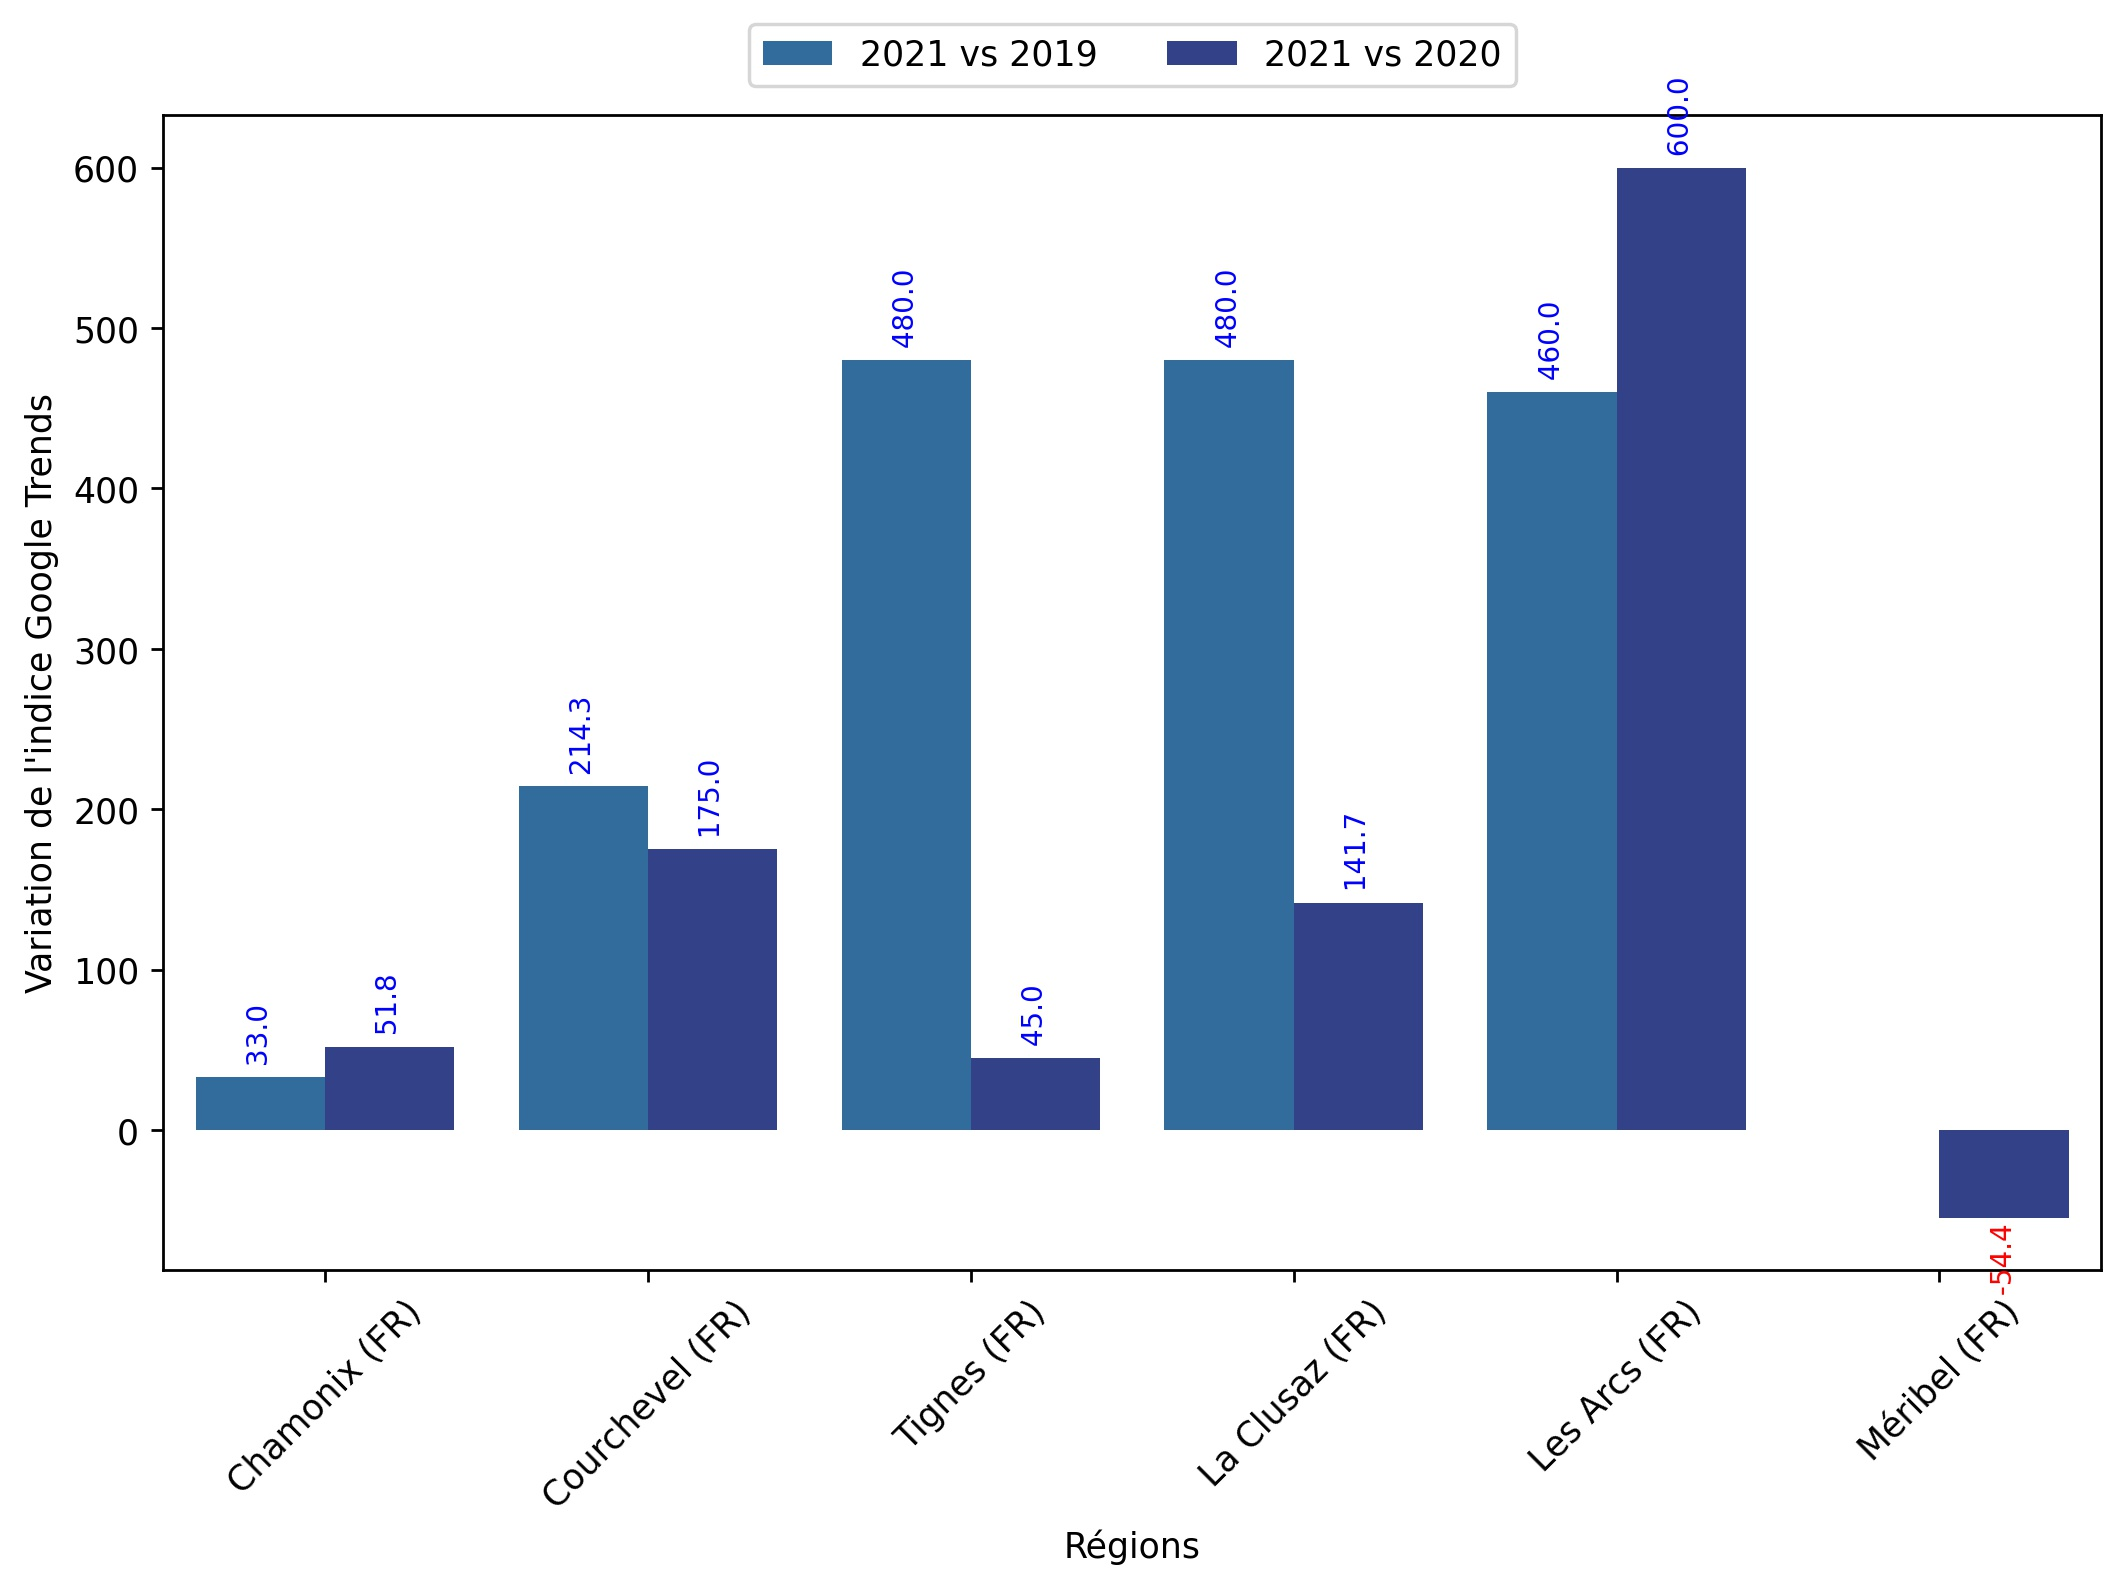 2021 vs 2019
2021 vs 2020
Variation de l'indice Google Trends
600
500
400
300
200
100
0
33.0
51.8
214.3
175.0
480.0
45.0
480.0
141.7
460.0
600.0
-54.4
Chamonix (FR)
Courchevel (FR)
Tignes (FR)
La Clusaz (FR)
Les Arcs (FR)
Méribel (FR)
Régions